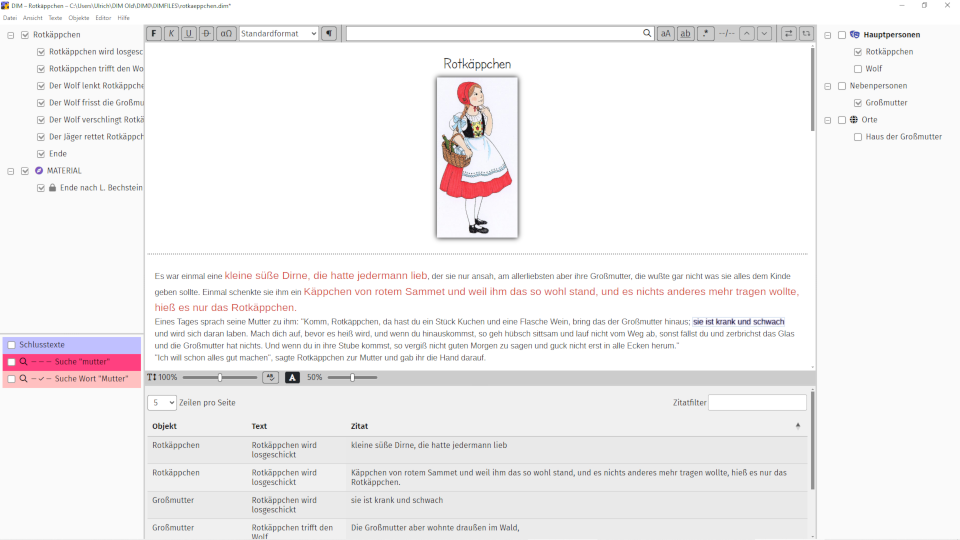 DIM – Rotkäppchen – C:\Users\Ulrich\DIM Old\DIM0\DIMFILES\rotkaeppchen.dim*
Datei Ansicht Texte Objekte Editor Hilfe
Rotkäppchen
Rotkäppchen wird losgesc
Rotkäppchen trifft den Wo
Der Wolf lenkt Rotkäppche
Der Wolf frisst die Großmu
Der Wolf verschlingt Rotkä
Der Jäger rettet Rotkäppch
Ende
MATERIAL
Ende nach L. Bechstein
Schlusstexte
Suche "mutter"
Suche Wort "Mutter"
F K U D αΩ Standardformat ¶ aA ab .* --/--
Rotkäppchen
Es war einmal eine kleine süße Dirne, die hatte jedermann lieb, der sie nur ansah, am allerliebsten aber ihre Großmutter, die wußte gar nicht was sie alles dem Kinde
geben sollte. Einmal schenkte sie ihm ein Käppchen von rotem Sammet und weil ihm das so wohl stand, und es nichts anderes mehr tragen wollte,
hieß es nur das Rotkäppchen.
Eines Tages sprach seine Mutter zu ihm: "Komm, Rotkäppchen, da hast du ein Stück Kuchen und eine Flasche Wein, bring das der Großmutter hinaus; sie ist krank und schwach
und wird sich daran laben. Mach dich auf, bevor es heiß wird, und wenn du hinauskommst, so geh hübsch sittsam und lauf nicht vom Weg ab, sonst fällst du und zerbrichst das Glas
und die Großmutter hat nichts. Und wenn du in ihre Stube kommst, so vergiß nicht guten Morgen zu sagen und guck nicht erst in alle Ecken herum."
"Ich will schon alles gut machen", sagte Rotkäppchen zur Mutter und gab ihr die Hand darauf.
100% A 50%
5 Zeilen pro Seite Zitatfilter
Objekt Text Zitat
Rotkäppchen Rotkäppchen wird kleine süße Dirne, die hatte jedermann lieb
losgeschickt
Rotkäppchen Rotkäppchen wird Käppchen von rotem Sammet und weil ihm das so wohl stand, und es nichts anderes mehr tragen wollte, hieß es nur das
losgeschickt Rotkäppchen.
Großmutter Rotkäppchen wird sie ist krank und schwach
losgeschickt
Großmutter Rotkäppchen trifft den Die Großmutter aber wohnte draußen im Wald,
Wolf
Hauptpersonen
Rotkäppchen
Wolf
Nebenpersonen
Großmutter
Orte
Haus der Großmutter